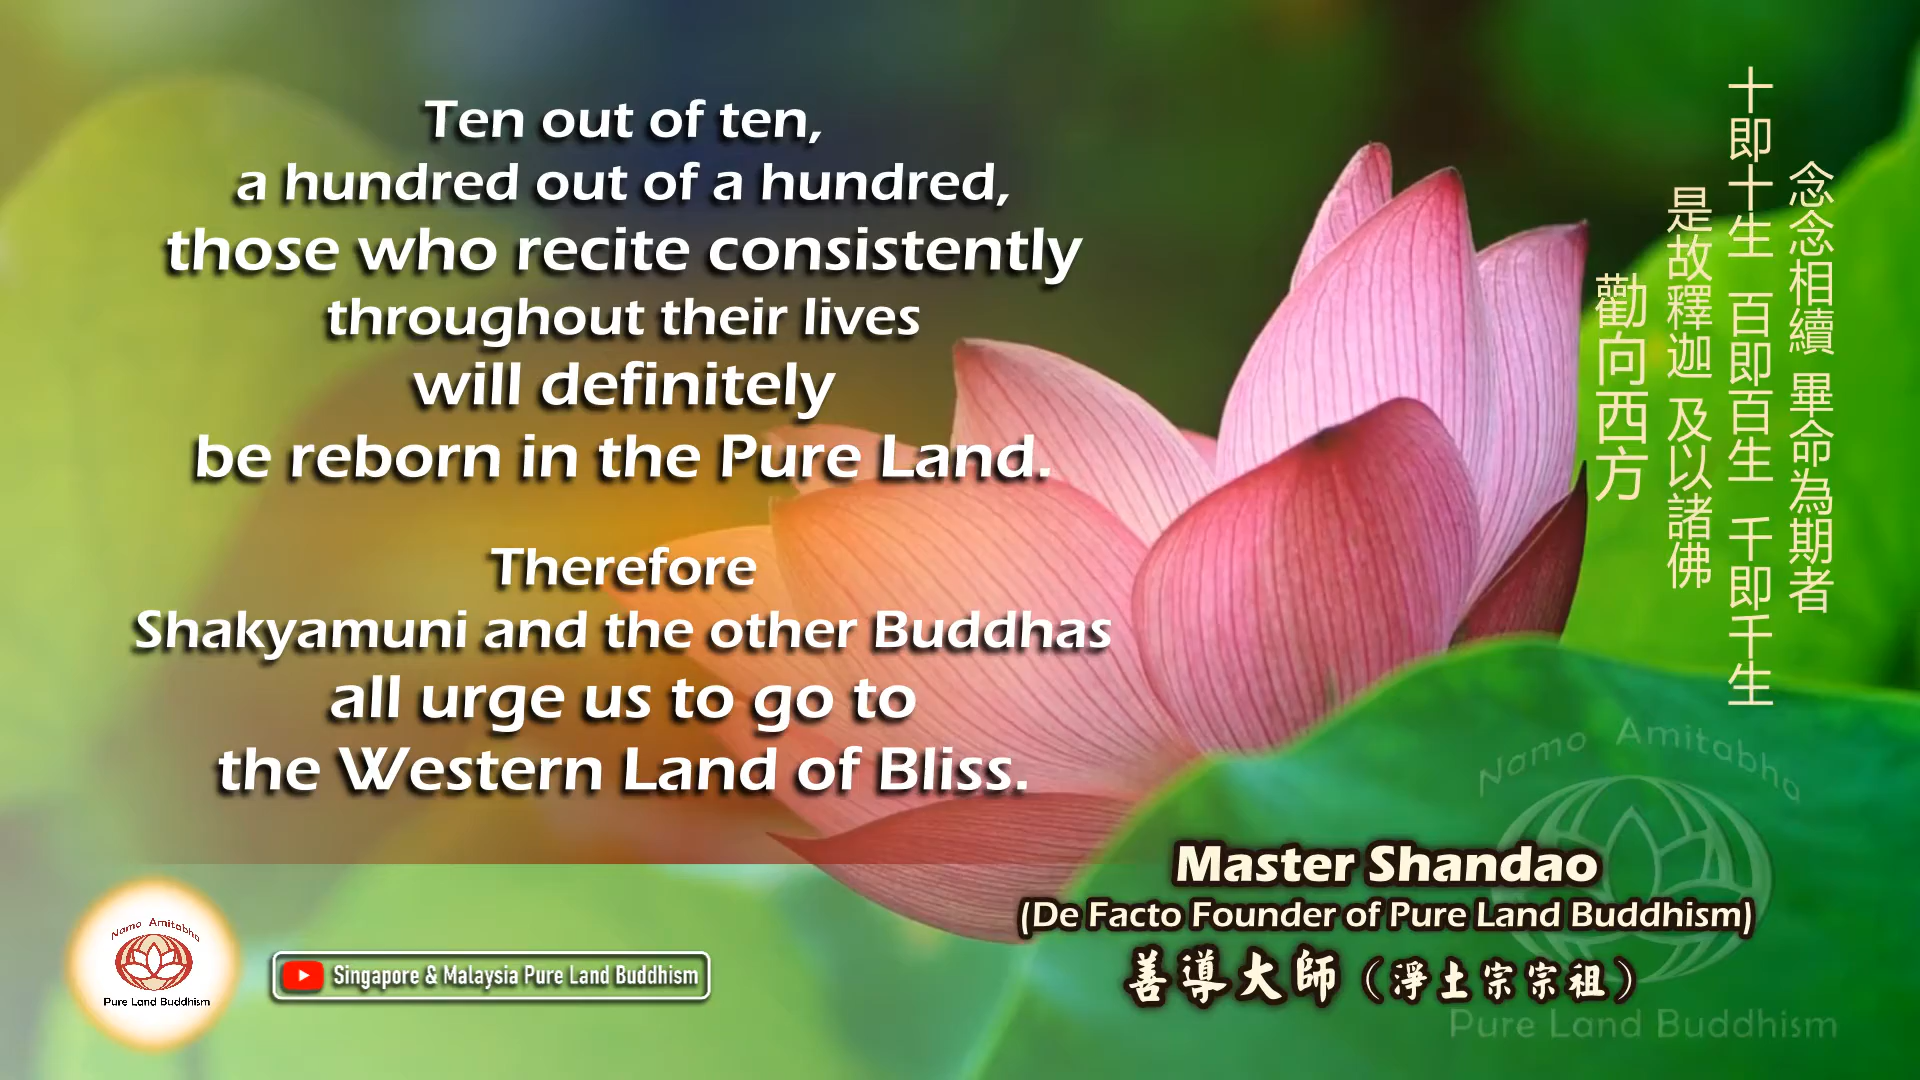 Ten out of ten,
a hundred out of a hundred,
those who recite consistently
throughout their lives
will definitely
be reborn in the Pure Land.
Therefore
Shakyamuni and the other Buddhas
all urge us to go to
the Western Land of Bliss.
念念相續 畢命為期者
十即十生 百即百生 千即千生
是故釋迦 及以諸佛
勸向西方
Namo Amitabha
Pure Land Buddhism
Master Shandao
(De Facto Founder of Pure Land Buddhism)
善導大師（淨土宗宗祖）
Namo Amitabha
Pure Land Buddhism
Singapore & Malaysia Pure Land Buddhism